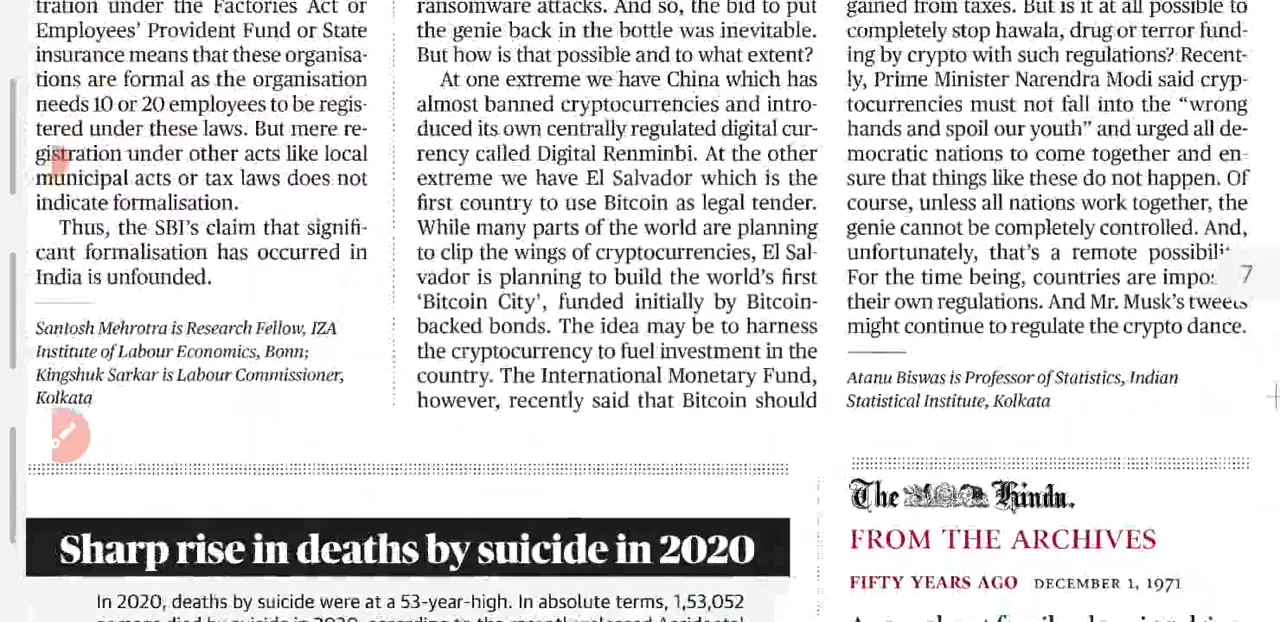 tration under the Factories Act or
Employees' Provident Fund or State
insurance means that these organisa-
tions are formal as the organisation
needs 10 or 20 employees to be regis-
tered under these laws. But mere re-
gistration under other acts like local
municipal acts or tax laws does not
indicate formalisation.
Thus, the SBI's claim that signifi-
cant formalisation has occurred in
India is unfounded.
Santosh Mehrotra is Research Fellow, IZA
Institute of Labour Economics, Bonn;
Kingshuk Sarkar is Labour Commissioner,
Kolkata
ransomware attacks. And so, the bid to put
the genie back in the bottle was inevitable.
But how is that possible and to what extent?
At one extreme we have China which has
almost banned cryptocurrencies and intro-
duced its own centrally regulated digital cur-
rency called Digital Renminbi. At the other
extreme we have El Salvador which is the
first country to use Bitcoin as legal tender.
While many parts of the world are planning
to clip the wings of cryptocurrencies, El Sal-
vador is planning to build the world's first
'Bitcoin City', funded initially by Bitcoin-
backed bonds. The idea may be to harness
the cryptocurrency to fuel investment in the
country. The International Monetary Fund,
however, recently said that Bitcoin should
gained from taxes. But is it at all possible to
completely stop hawala, drug or terror fund-
ing by crypto with such regulations? Recent-
ly, Prime Minister Narendra Modi said cryp-
tocurrencies must not fall into the "wrong
hands and spoil our youth" and urged all de-
mocratic nations to come together and en-
sure that things like these do not happen. Of
course, unless all nations work together, the
genie cannot be completely controlled. And,
unfortunately, that's a remote
For the time being, countries are
their own regulations. And Mr. Musk's tweets
might continue to regulate the crypto dance.
Atanu Biswas is Professor of Statistics, Indian
Statistical Institute, Kolkata
7
Sharp rise in deaths by suicide in 2020
In 2020, deaths by suicide were at a 53-year-high. In absolute terms, 1,53,052
The Hindu.
FROM THE ARCHIVES
FIFTY YEARS AGO DECEMBER 1, 1971